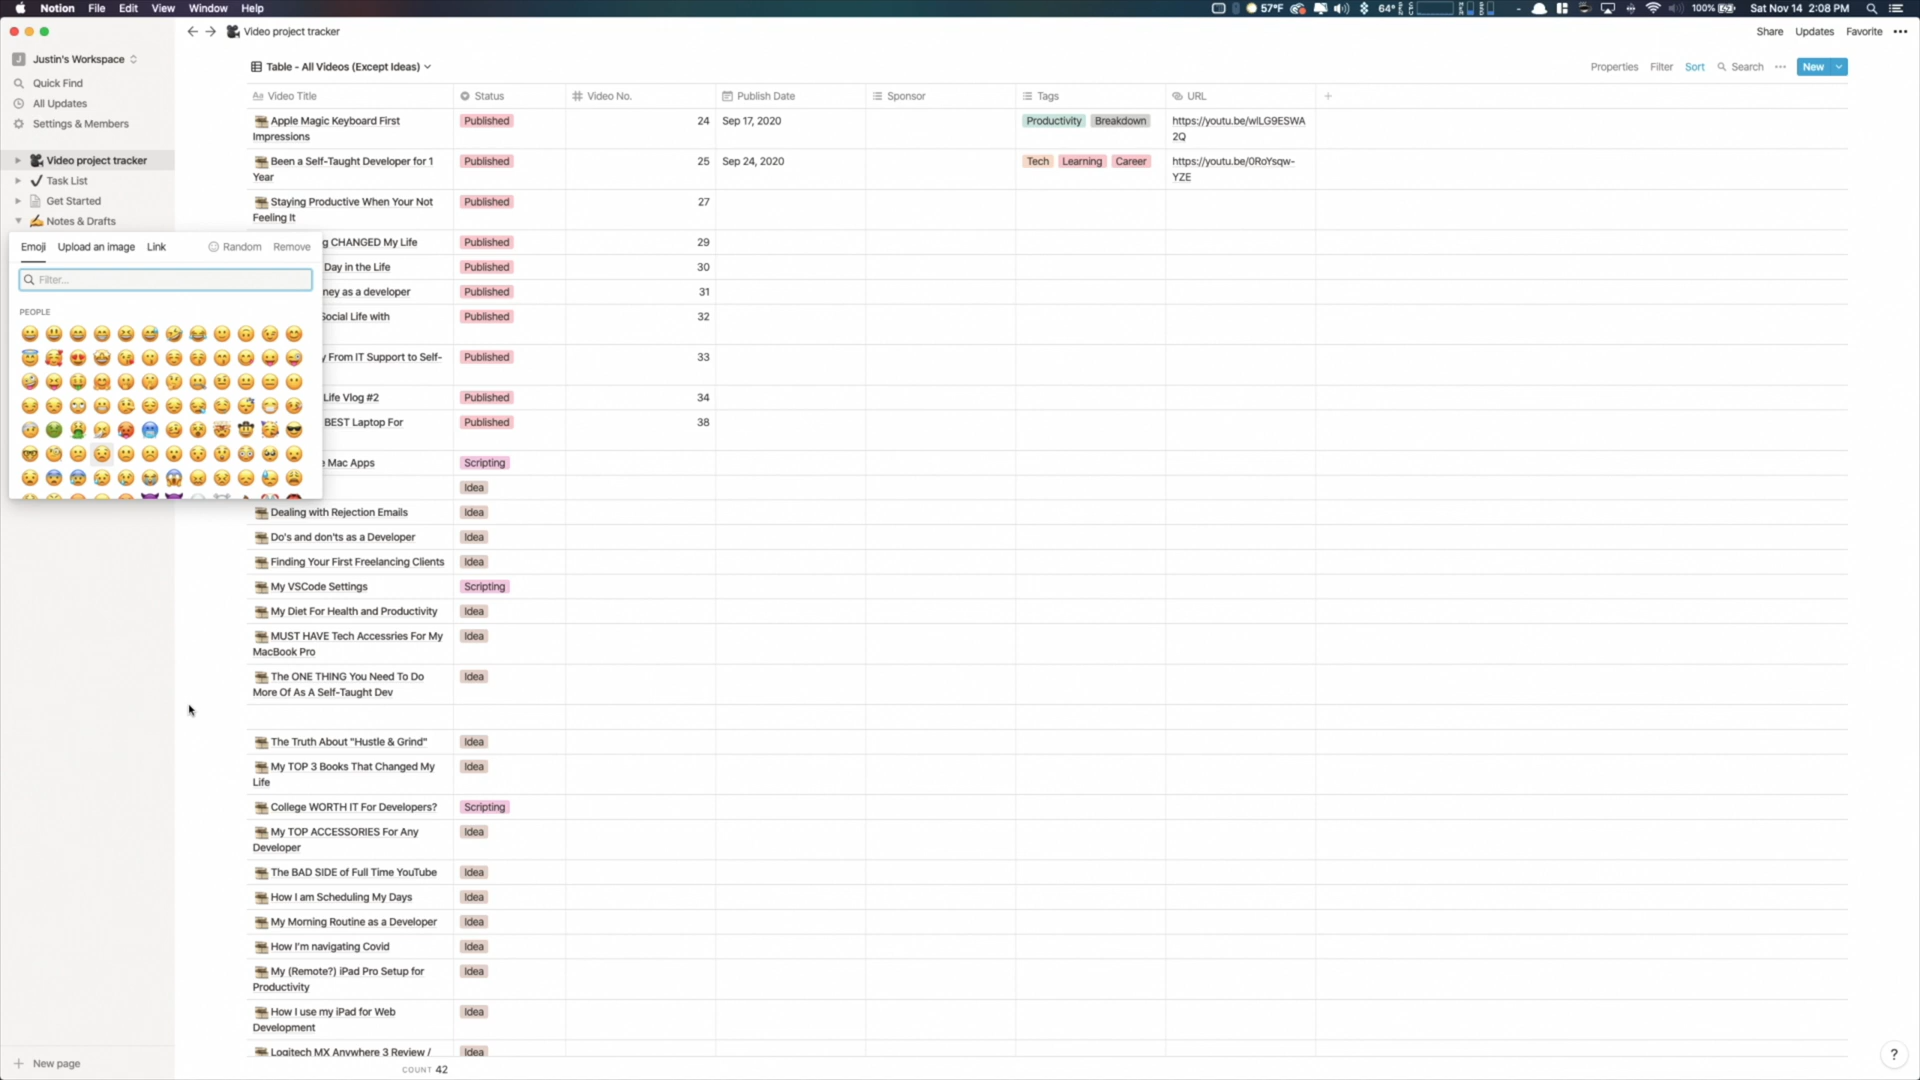 Notion File Edit View Window Help 57°F 64° 100% Sat Nov 14 2:08 PM
Video project tracker Share Updates Favorite
J Justin's Workspace
Quick Find
All Updates
Settings & Members
Video project tracker
Task List
Get Started
Notes & Drafts
Emoji Upload an image Link Random Remove
Filter...
PEOPLE
New page
Table - All Videos (Except Ideas) Properties Filter Sort Search New
Video Title Status Video No. Publish Date Sponsor Tags URL
Apple Magic Keyboard First Published 24 Sep 17, 2020 Productivity Breakdown https://youtu.be/wlLG9ESWA
Impressions 2Q
Been a Self-Taught Developer for 1 Published 25 Sep 24, 2020 Tech Learning Career https://youtu.be/0RoYsqw-
Year YZE
Staying Productive When Your Not Published 27
Feeling It
g CHANGED My Life Published 29
Day in the Life Published 30
ney as a developer Published 31
Social Life with Published 32
y From IT Support to Self- Published 33
Life Vlog #2 Published 34
BEST Laptop For Published 38
e Mac Apps Scripting
Idea
Dealing with Rejection Emails Idea
Do's and don'ts as a Developer Idea
Finding Your First Freelancing Clients Idea
My VSCode Settings Scripting
My Diet For Health and Productivity Idea
MUST HAVE Tech Accessries For My Idea
MacBook Pro
The ONE THING You Need To Do Idea
More Of As A Self-Taught Dev
The Truth About "Hustle & Grind" Idea
My TOP 3 Books That Changed My Idea
Life
College WORTH IT For Developers? Scripting
My TOP ACCESSORIES For Any Idea
Developer
The BAD SIDE of Full Time YouTube Idea
How I am Scheduling My Days Idea
My Morning Routine as a Developer Idea
How I'm navigating Covid Idea
My (Remote?) iPad Pro Setup for Idea
Productivity
How I use my iPad for Web Idea
Development
Logitech MX Anywhere 3 Review / Idea
COUNT 42
?